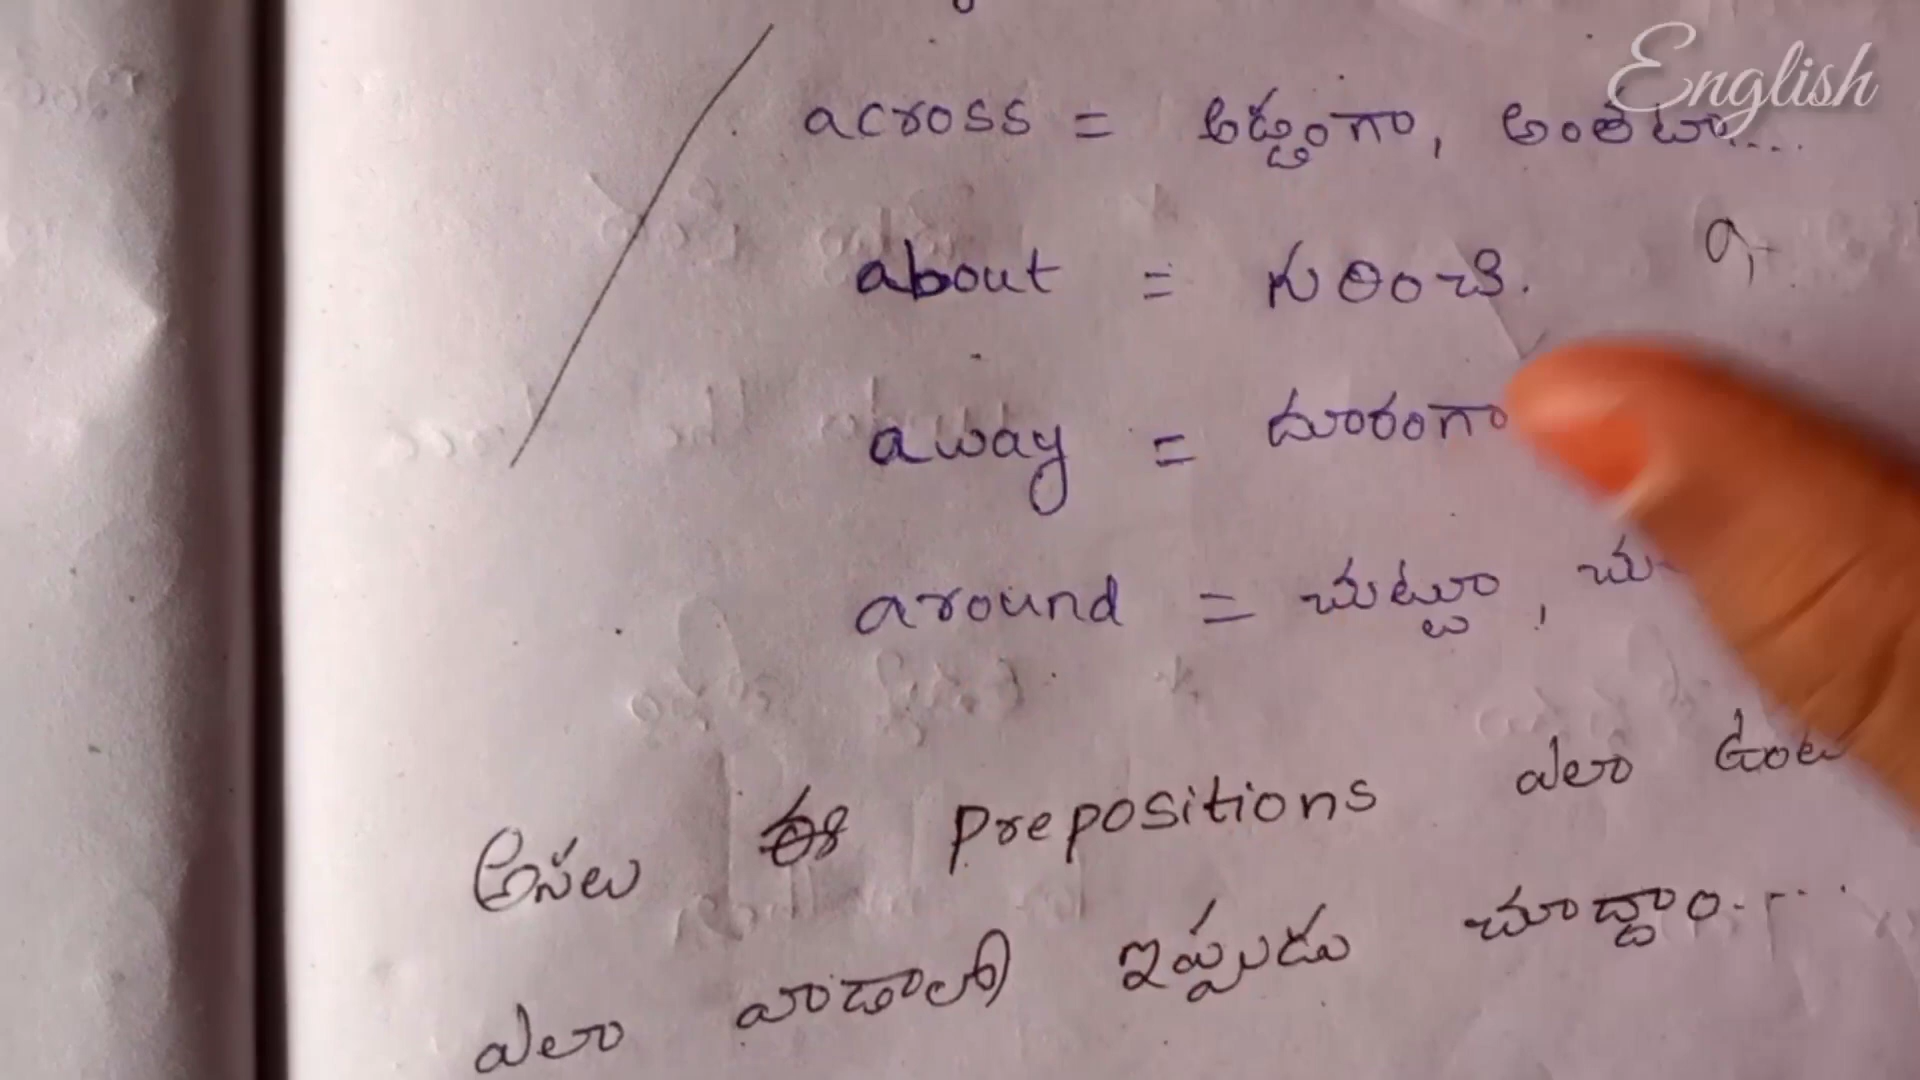 English
across = అడ్డంగా, అంతటా....
about = గురించి.
away = దూరంగా
around = చుట్టూ,
అసలు ఈ prepositions ఎలా
ఎలా వాడాలి ఇప్పుడు చూద్దాం.....